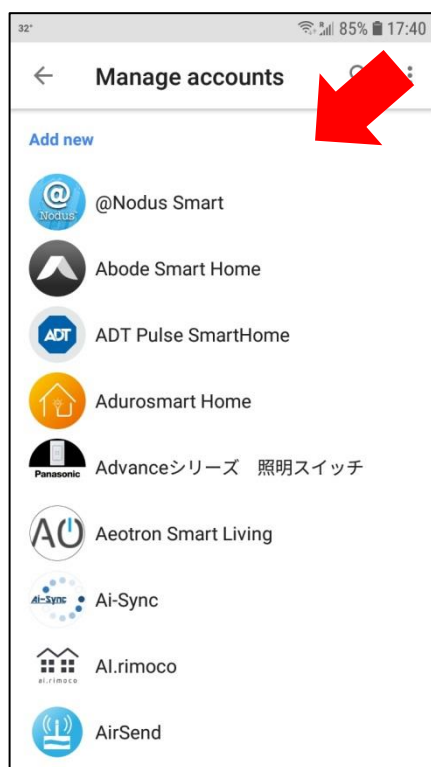 32° 85% 17:40
Manage accounts
Add new
@ Nodus
@Nodus Smart
Abode Smart Home
ADT
ADT Pulse SmartHome
Adurosmart Home
Panasonic
Advanceシリーズ 照明スイッチ
AO
Aeotron Smart Living
Ai-Sync
Ai-Sync
ai.rimoco
AI.rimoco
AirSend